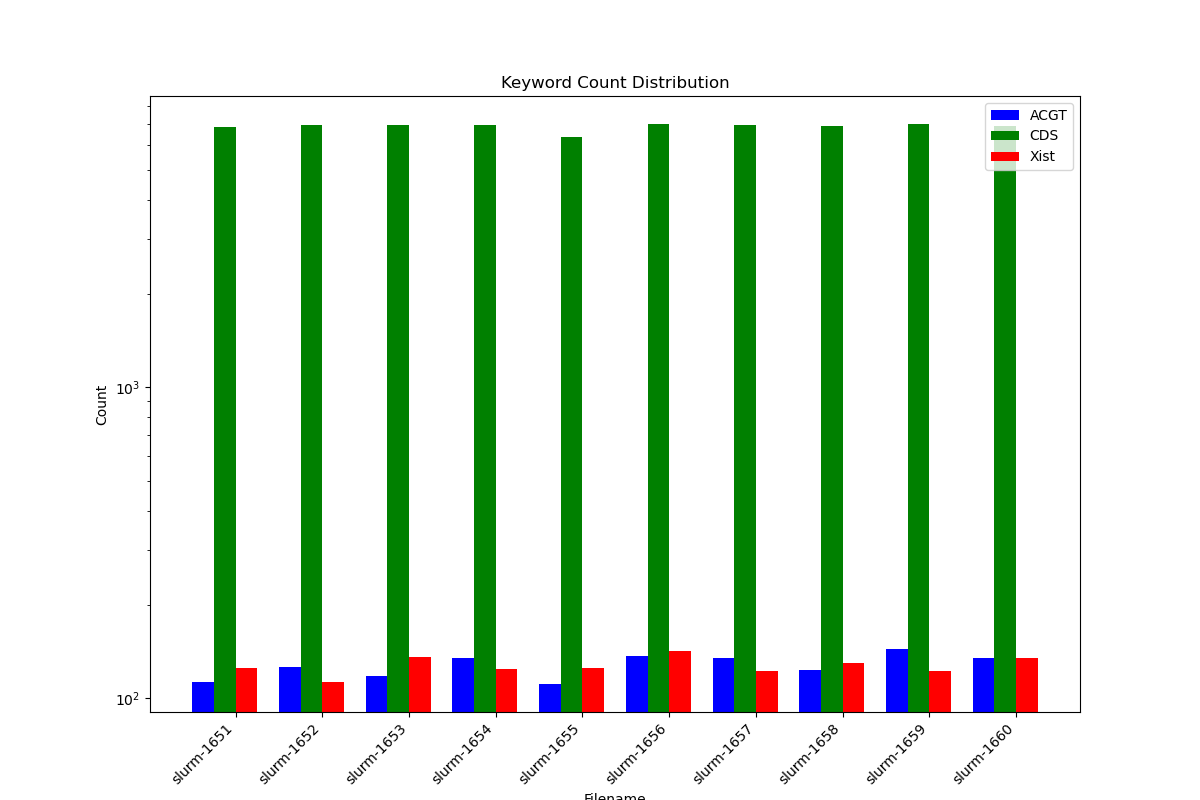 Keyword Count Distribution
ACGT
CDS
Xist
Count
10³
10²
slurm-1651
slurm-1652
slurm-1653
slurm-1654
slurm-1655
slurm-1656
slurm-1657
slurm-1658
slurm-1659
slurm-1660
Filename